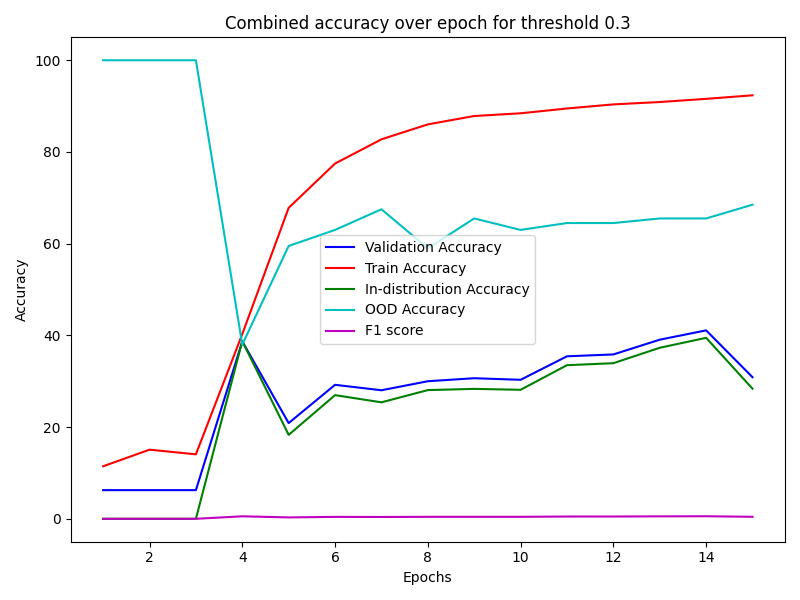 Combined accuracy over epoch for threshold 0.3
Accuracy
100
80
60
40
20
0
Validation Accuracy
Train Accuracy
In-distribution Accuracy
OOD Accuracy
F1 score
2
4
6
8
10
12
14
Epochs